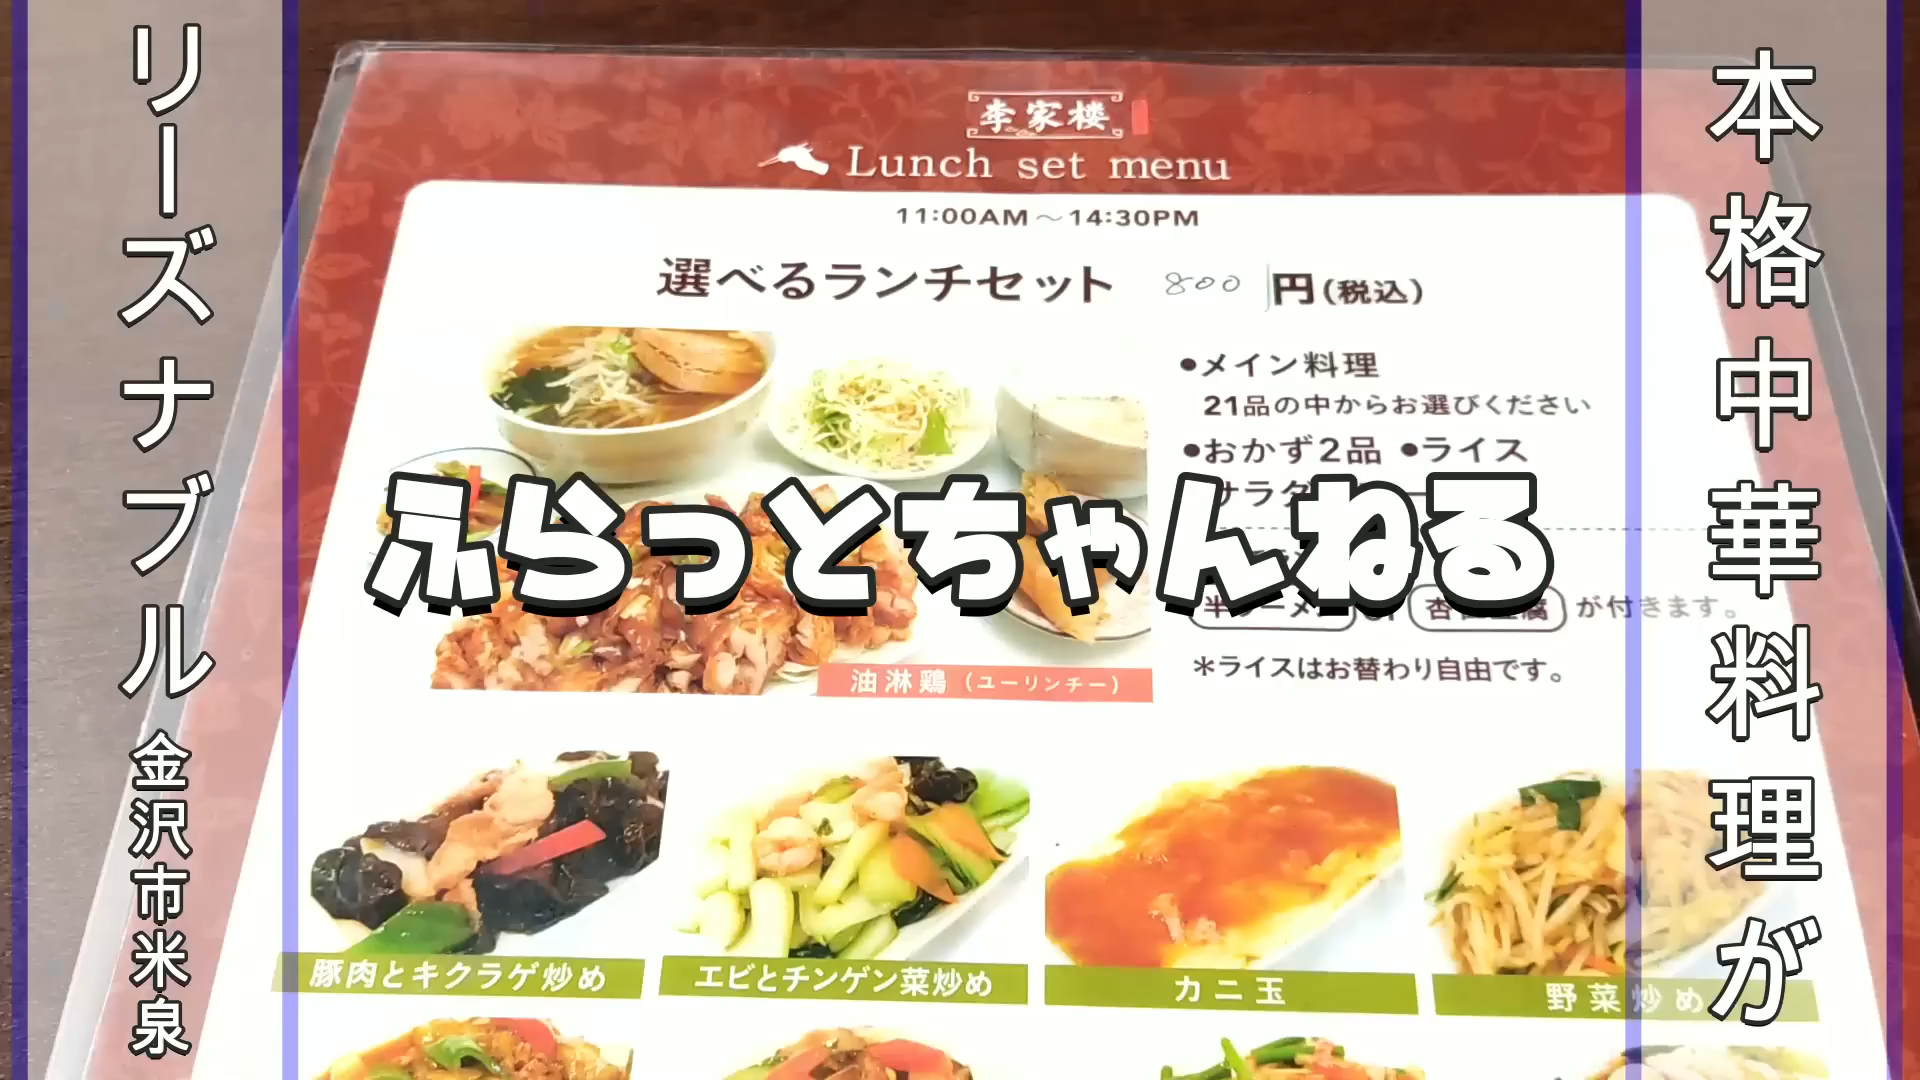 本格中華料理が
リーズナブル
金沢市米泉
李家楼
Lunch set menu
11:00AM～14:30PM
選べるランチセット 800 円(税込)
●メイン料理
21品の中からお選びください
●おかず2品 ●ライス
サラダ
ふらっとちゃんねる
が付きます。
＊ライスはお替わり自由です。
油淋鶏（ユーリンチー）
豚肉とキクラゲ炒め
エビとチンゲン菜炒め
カニ玉
野菜炒め